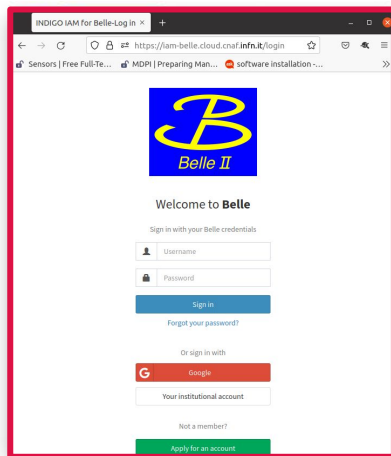 INDIGO IAM for Belle-Log in
https://iam-belle.cloud.cnaf.infn.it/login
Sensors | Free Full-Te... MDPI | Preparing Man... software installation -...
B
Belle II
Welcome to Belle
Sign in with your Belle credentials
Username
Password
Sign in
Forgot your password?
Or sign in with
G Google
Your institutional account
Not a member?
Apply for an account